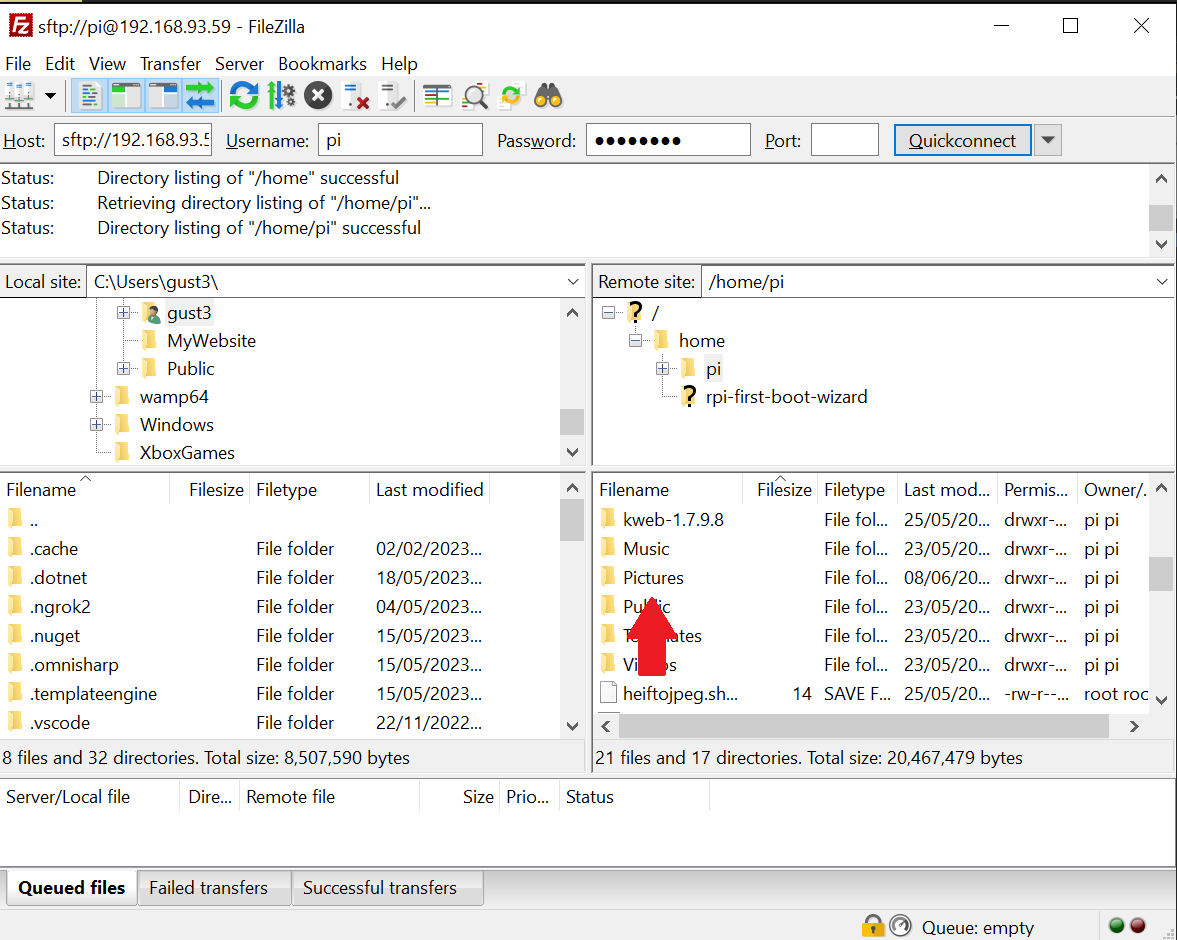 sftp://pi@192.168.93.59 - FileZilla
File Edit View Transfer Server Bookmarks Help
Host: sftp://192.168.93.5 Username: pi Password: ●●●●●●●● Port: Quickconnect
Status: Directory listing of "/home" successful
Status: Retrieving directory listing of "/home/pi"...
Status: Directory listing of "/home/pi" successful
Local site: C:\Users\gust3\
gust3
MyWebsite
Public
wamp64
Windows
XboxGames
Remote site: /home/pi
/
home
pi
rpi-first-boot-wizard
Filename Filesize Filetype Last modified
..
.cache File folder 02/02/2023...
.dotnet File folder 18/05/2023...
.ngrok2 File folder 04/05/2023...
.nuget File folder 15/05/2023...
.omnisharp File folder 15/05/2023...
.templateengine File folder 15/05/2023...
.vscode File folder 22/11/2022...
8 files and 32 directories. Total size: 8,507,590 bytes
Filename Filesize Filetype Last mod... Permis... Owner/.
kweb-1.7.9.8 File fol... 25/05/20... drwxr-... pi pi
Music File fol... 23/05/20... drwxr-... pi pi
Pictures File fol... 08/06/20... drwxr-... pi pi
Public File fol... 23/05/20... drwxr-... pi pi
File fol... 23/05/20... drwxr-... pi pi
File fol... 23/05/20... drwxr-... pi pi
heiftojpeg.sh... 14 SAVE F... 25/05/20... -rw-r--... root roo
21 files and 17 directories. Total size: 20,467,479 bytes
Server/Local file Dire... Remote file Size Prio... Status
Queued files Failed transfers Successful transfers
Queue: empty